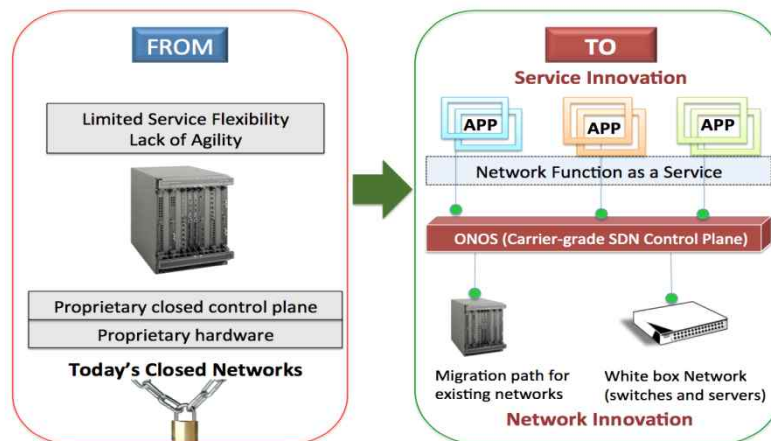 FROM
Limited Service Flexibility
Lack of Agility
Proprietary closed control plane
Proprietary hardware
Today's Closed Networks
TO
Service Innovation
APP
APP
APP
Network Function as a Service
ONOS (Carrier-grade SDN Control Plane)
Migration path for
existing networks
White box Network
(switches and servers)
Network Innovation